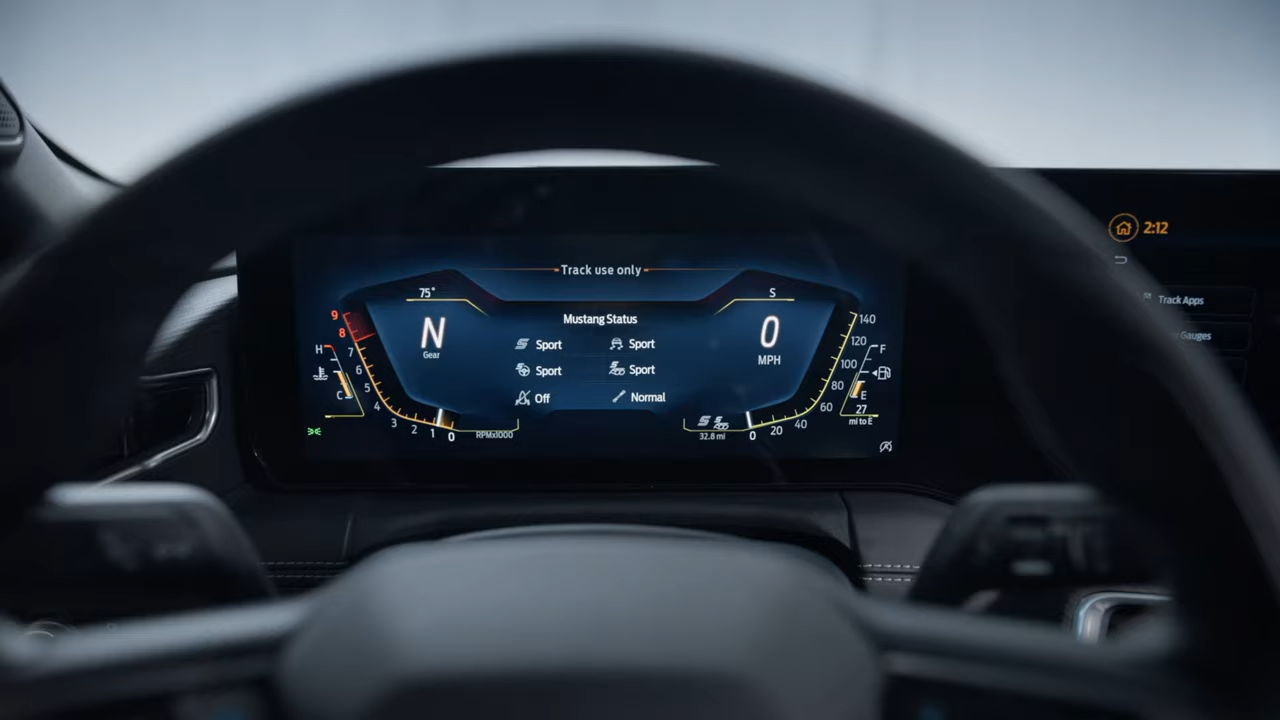 2:12
Track use only
75°
S
Mustang Status
Track Apps
N
Gear
0
MPH
Sport
Sport
Sport
Sport
Off
Normal
Gauges
9
8
7
6
5
4
3
2
1
0
RPMx1000
H
C
140
120
100
80
60
40
20
0
32.8 mi
F
E
27
mi to E